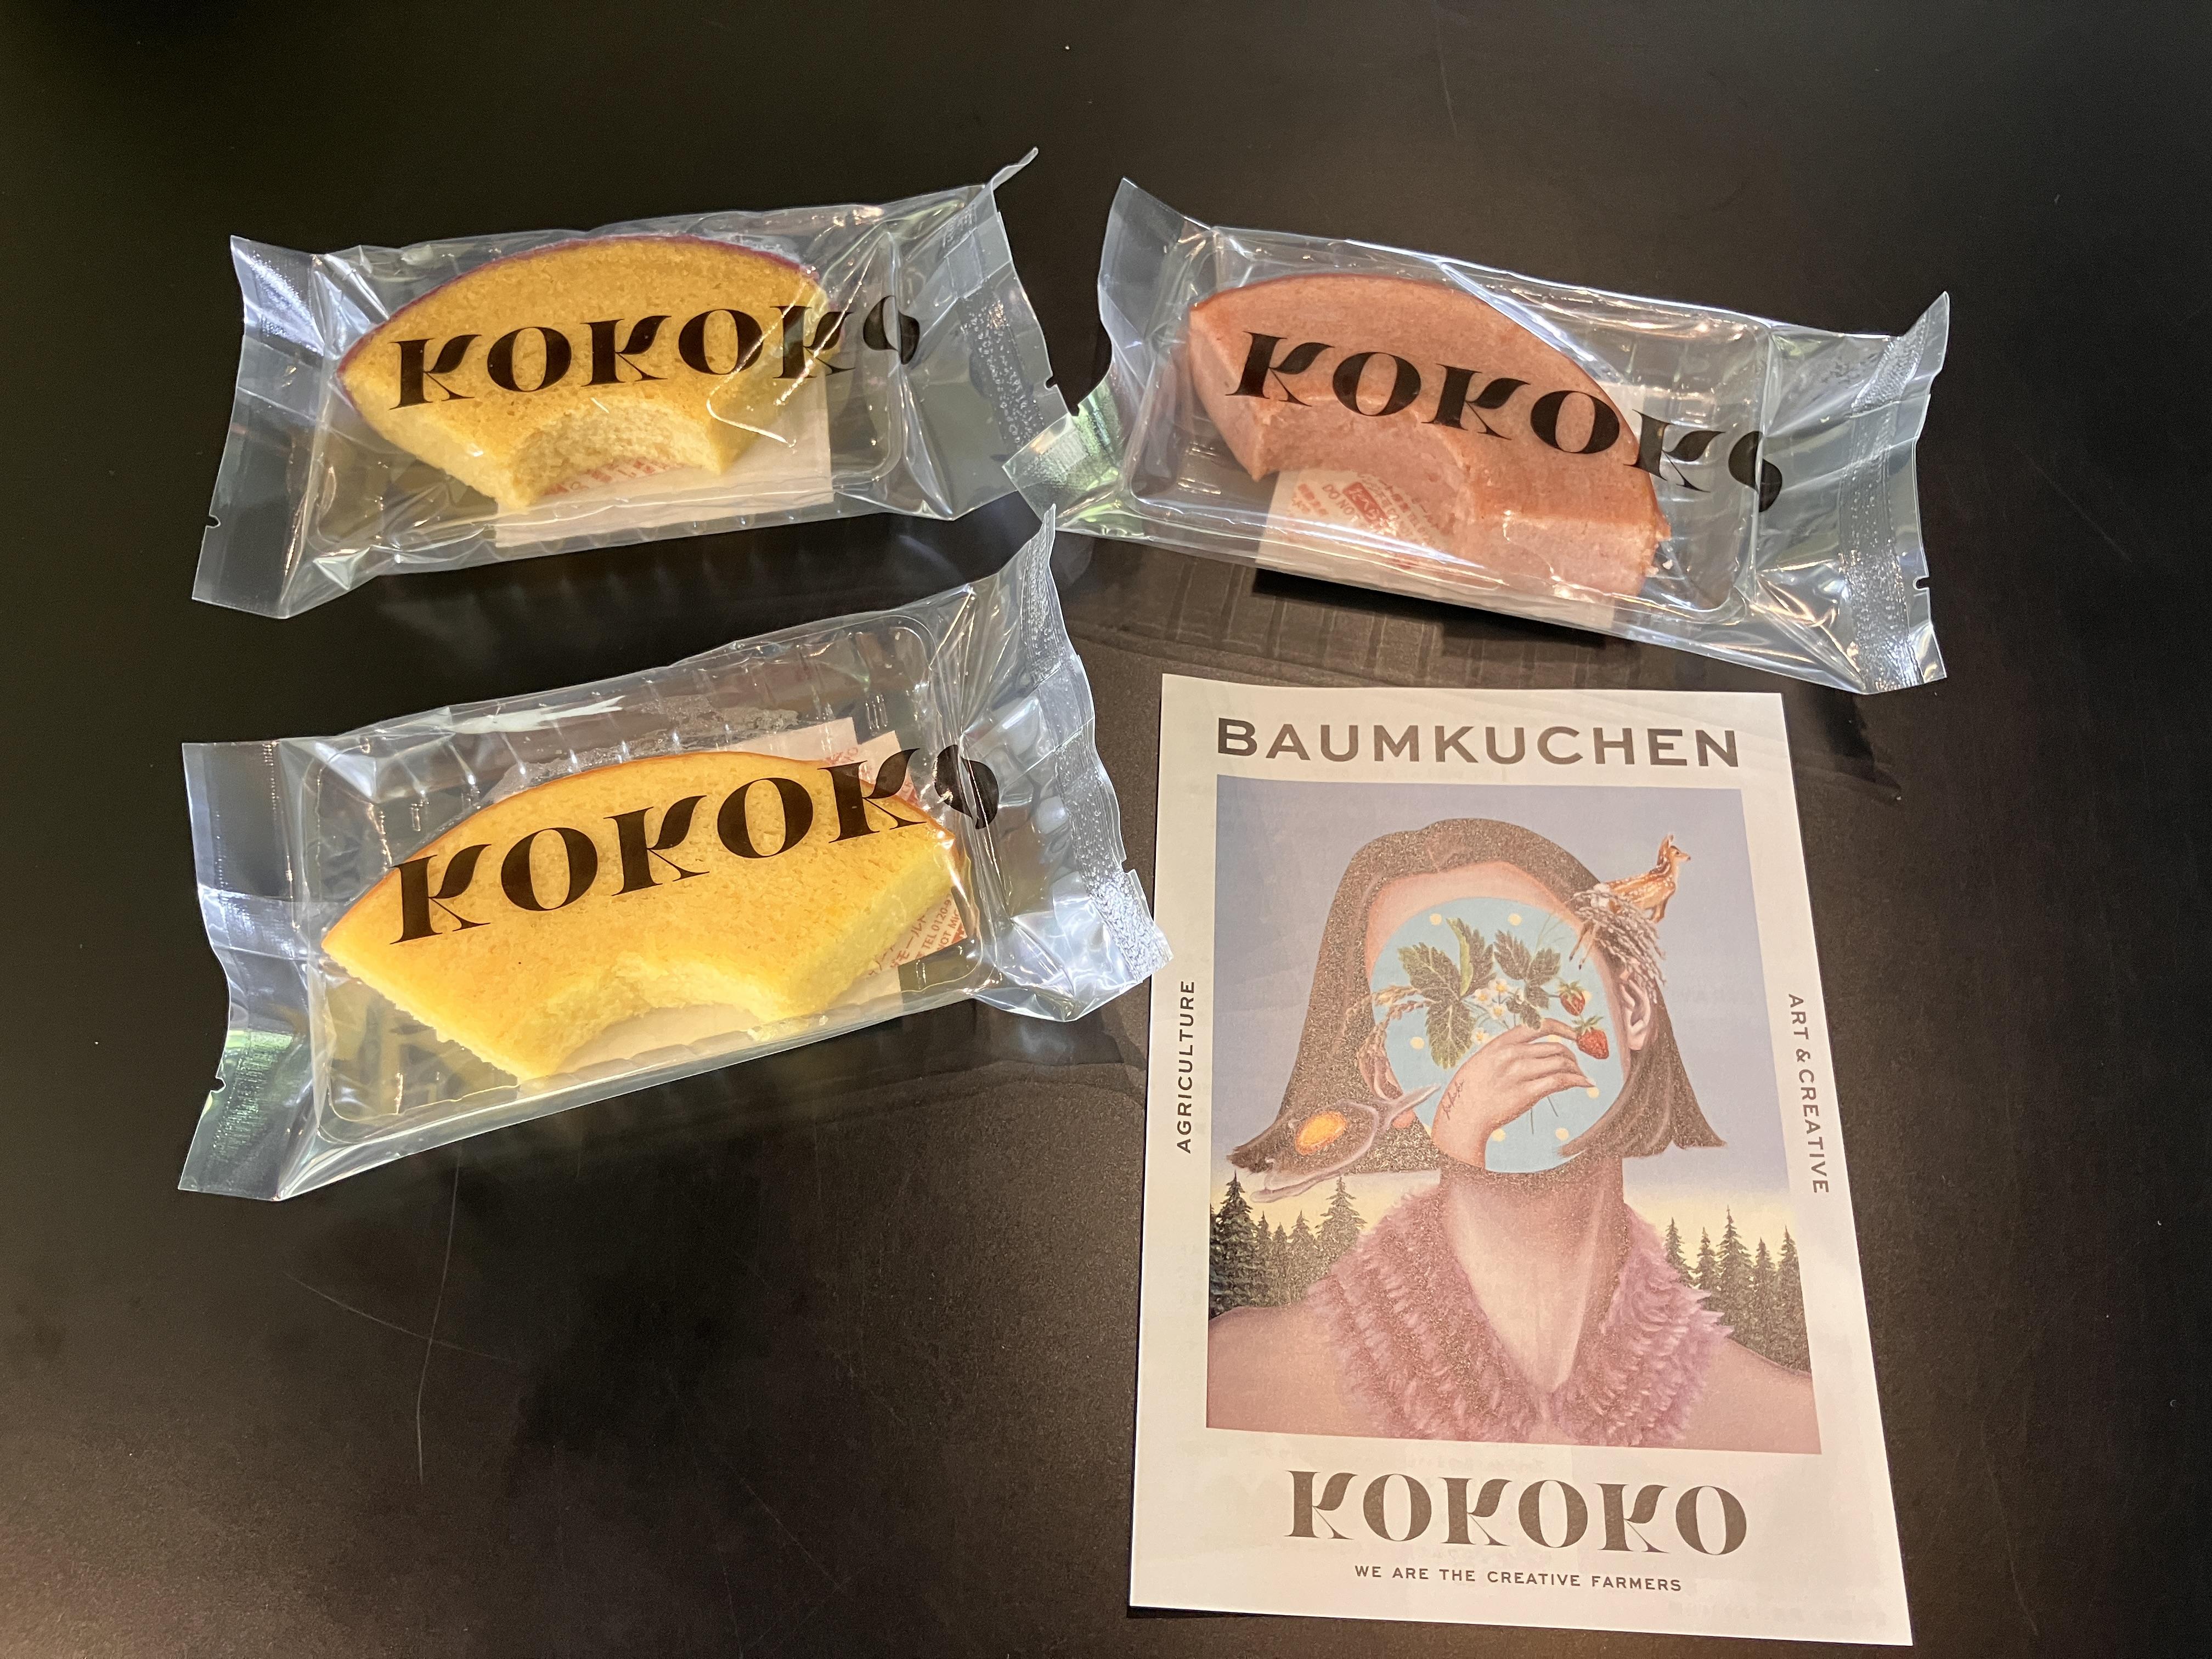 KOKOKO
KOKOKO
KOKOKO
BAUMKUCHEN
AGRICULTURE
ART & CREATIVE
KOKOKO
WE ARE THE CREATIVE FARMERS